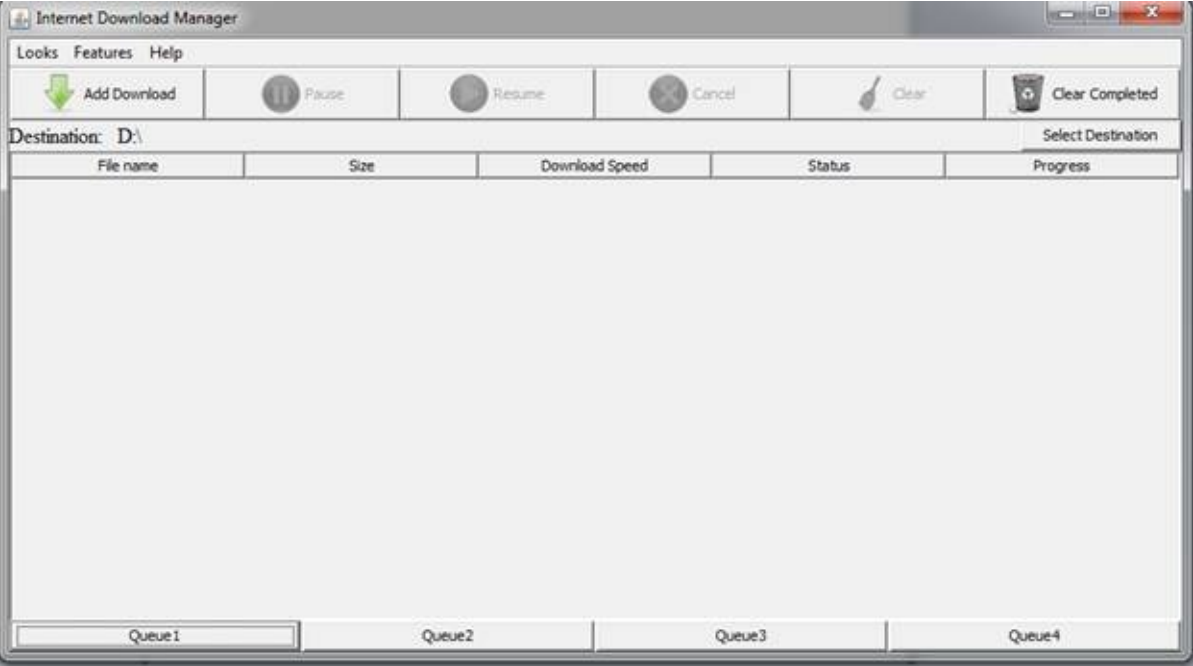 Internet Download Manager
Looks Features Help
Add Download Pause Resume Cancel Clear Clear Completed
Destination: D:\ Select Destination
File name Size Download Speed Status Progress
Queue1 Queue2 Queue3 Queue4